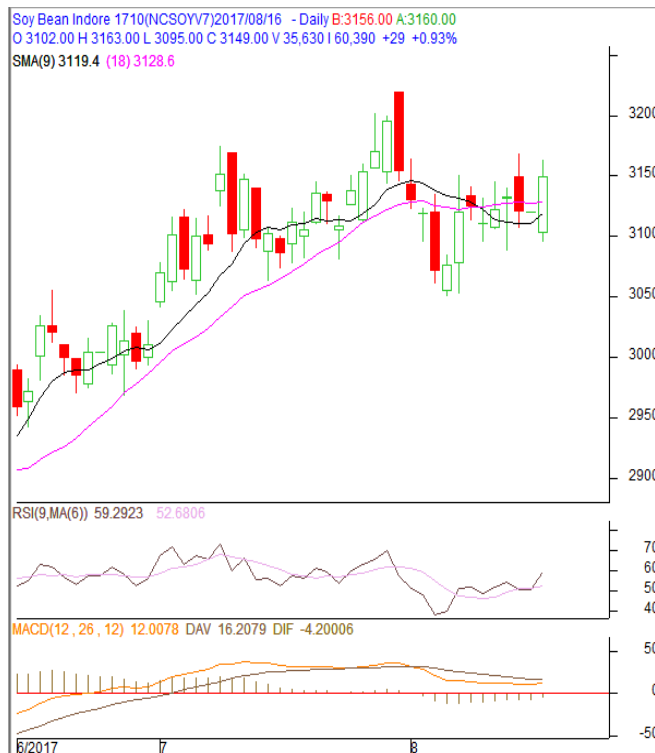 Soy Bean Indore 1710(NCSOYV7)2017/08/16 - Daily B:3156.00 A:3160.00
O 3102.00 H 3163.00 L 3095.00 C 3149.00 V 35,630 I 60,390 +29 +0.93%
SMA(9) 3119.4 (18) 3128.6
3200
3150
3100
3050
3000
2950
2900
RSI(9,MA(6)) 59.2923 52.6806
70
60
50
40
MACD(12 , 26 , 12) 12.0078 DAV 16.2079 DIF -4.20006
50
0
-50
6/2017 7 8